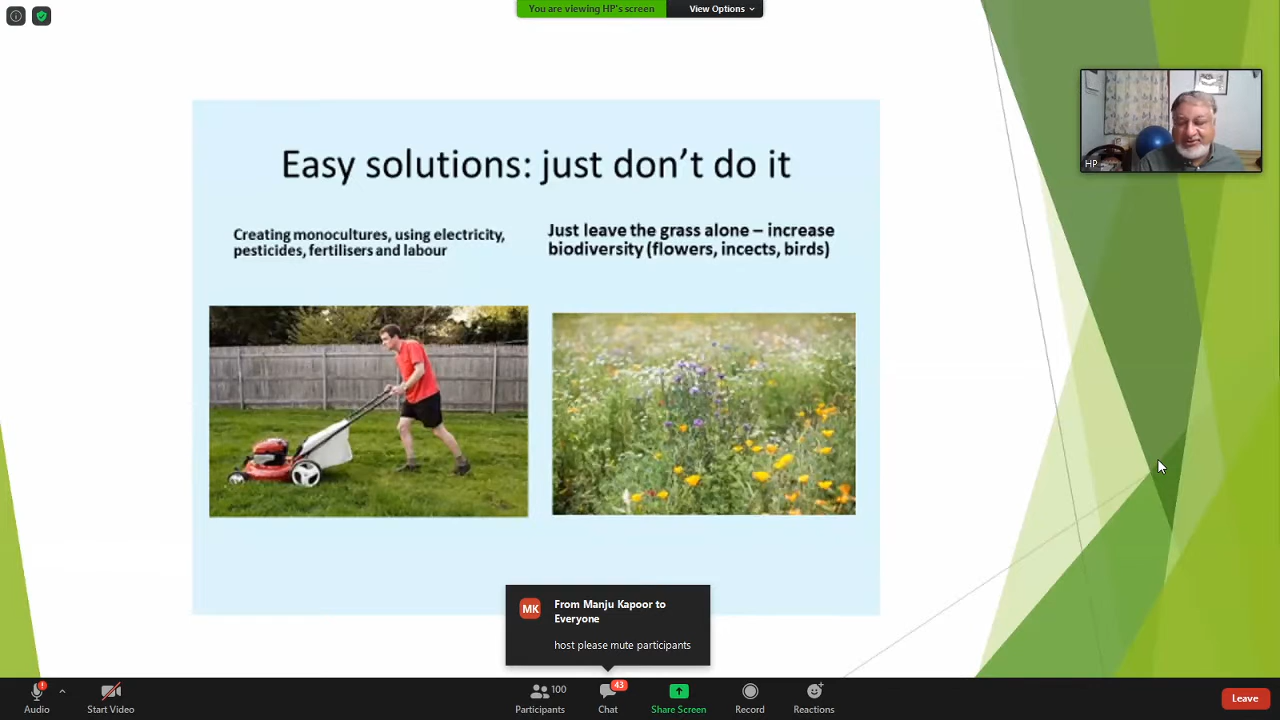 You are viewing HP's screen
View Options
Easy solutions: just don't do it
Creating monocultures, using electricity,
pesticides, fertilisers and labour
Just leave the grass alone – increase
biodiversity (flowers, insects, birds)
HP
MK
From Manju Kapoor to
Everyone
host please mute participants
Audio
Start Video
100
Participants
43
Chat
Share Screen
Record
Reactions
Leave